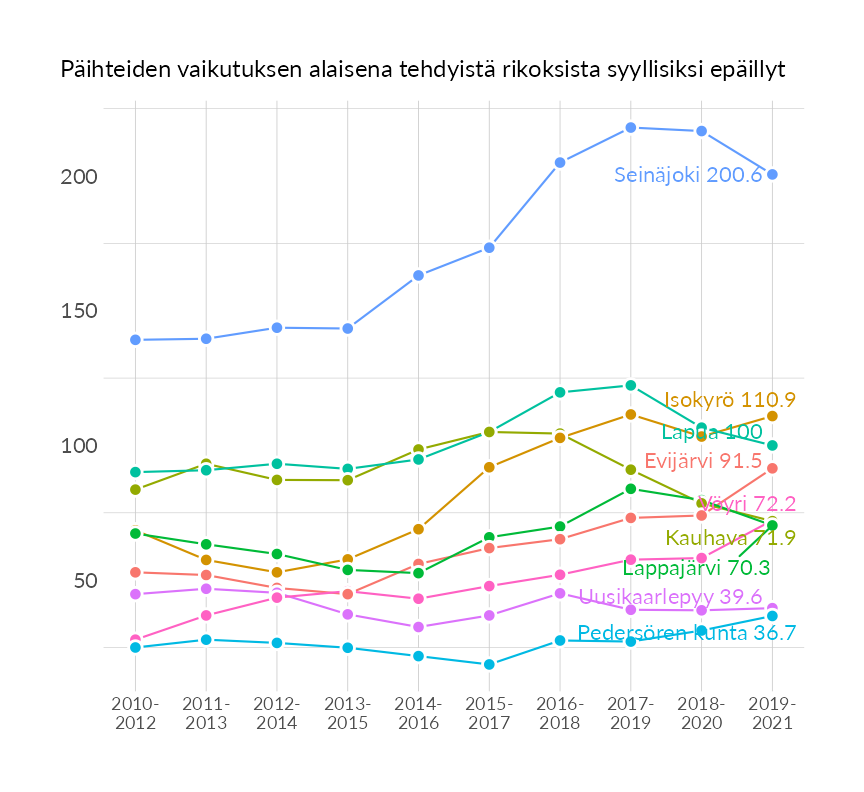 Päihteiden vaikutuksen alaisena tehdyistä rikoksista syyllisiksi epäillyt
200
150
100
50
Seinäjoki 200.6
Isokyrö 110.9
Lapua 100
Evijärvi 91.5
Vöyri 72.2
Kauhava 71.9
Lappajärvi 70.3
Uusikaarlepyy 39.6
Pedersören kunta 36.7
2010- 2011- 2012- 2013- 2014- 2015- 2016- 2017- 2018- 2019-
2012 2013 2014 2015 2016 2017 2018 2019 2020 2021